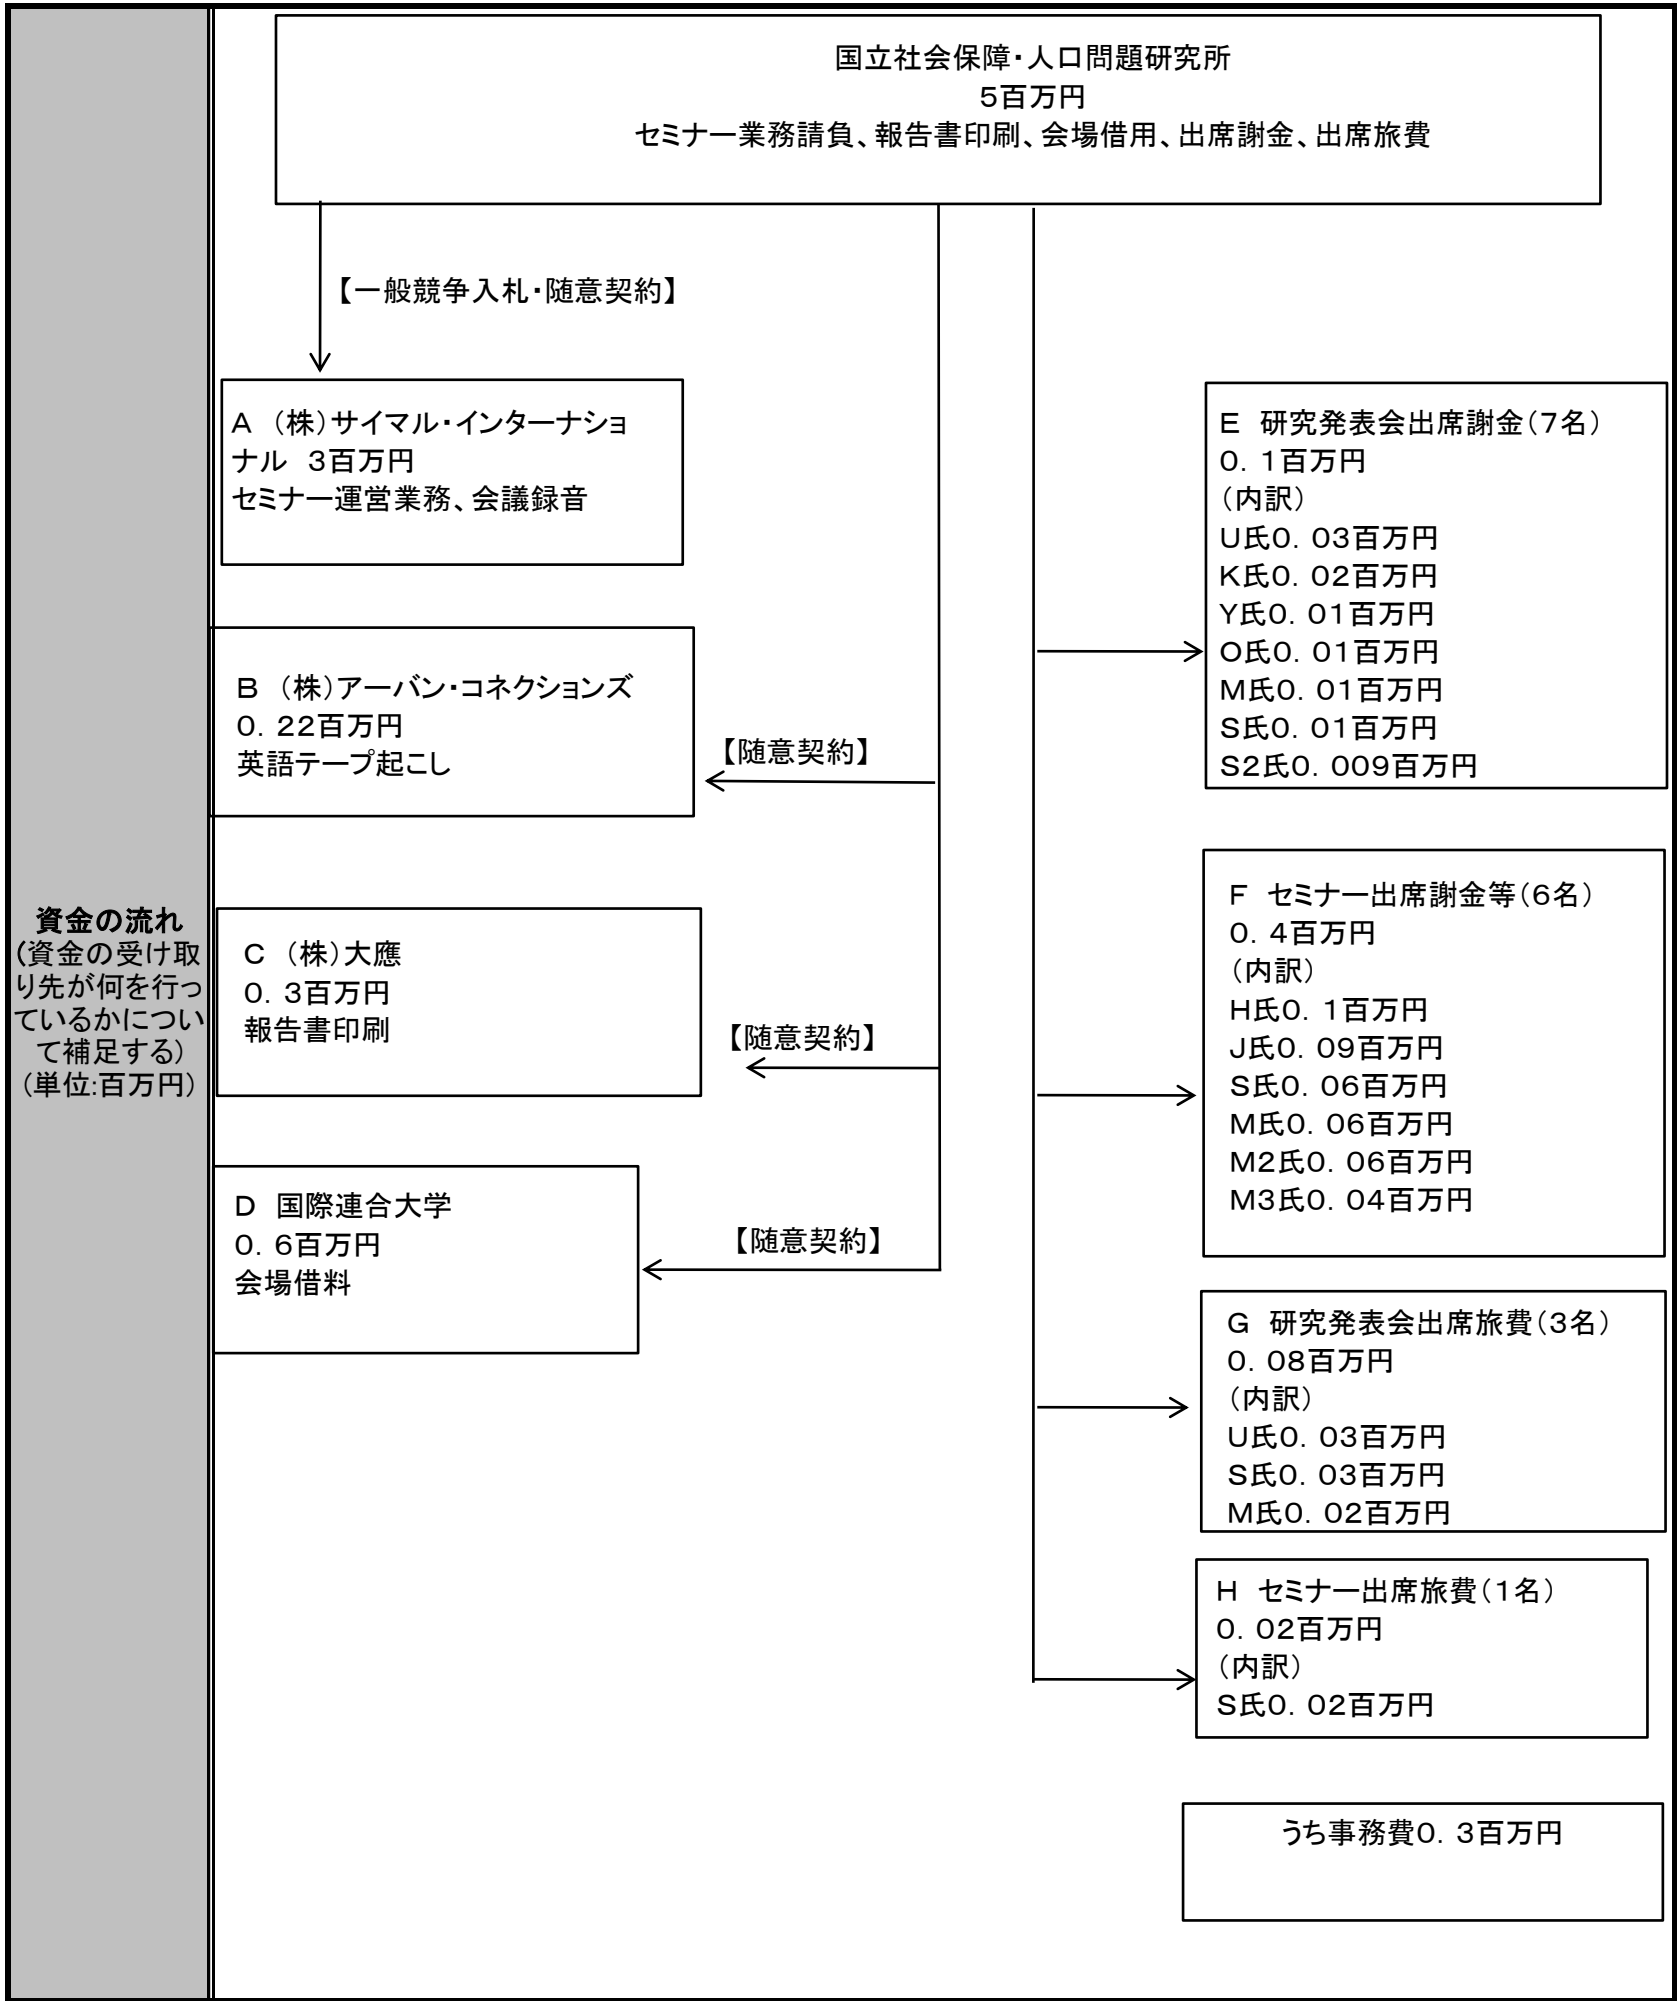 国立社会保障・人口問題研究所
5百万円
セミナー業務請負、報告書印刷、会場借用、出席謝金、出席旅費
【一般競争入札・随意契約】
A （株）サイマル・インターナショ
ナル　3百万円
セミナー運営業務、会議録音
B （株）アーバン・コネクションズ
0．22百万円
英語テープ起こし
【随意契約】
C （株）大應
0．3百万円
報告書印刷
【随意契約】
D　国際連合大学
0．6百万円
会場借料
【随意契約】
E　研究発表会出席謝金（7名）
0．1百万円
（内訳）
U氏0．03百万円
K氏0．02百万円
Y氏0．01百万円
O氏0．01百万円
M氏0．01百万円
S氏0．01百万円
S2氏0．009百万円
F　セミナー出席謝金等（6名）
0．4百万円
（内訳）
H氏0．1百万円
J氏0．09百万円
S氏0．06百万円
M氏0．06百万円
M2氏0．06百万円
M3氏0．04百万円
G　研究発表会出席旅費（3名）
0．08百万円
（内訳）
U氏0．03百万円
S氏0．03百万円
M氏0．02百万円
H　セミナー出席旅費（1名）
0．02百万円
（内訳）
S氏0．02百万円
うち事務費0．3百万円
資金の流れ
（資金の受け取
り先が何を行っ
ているかについ
て補足する）
（単位:百万円）